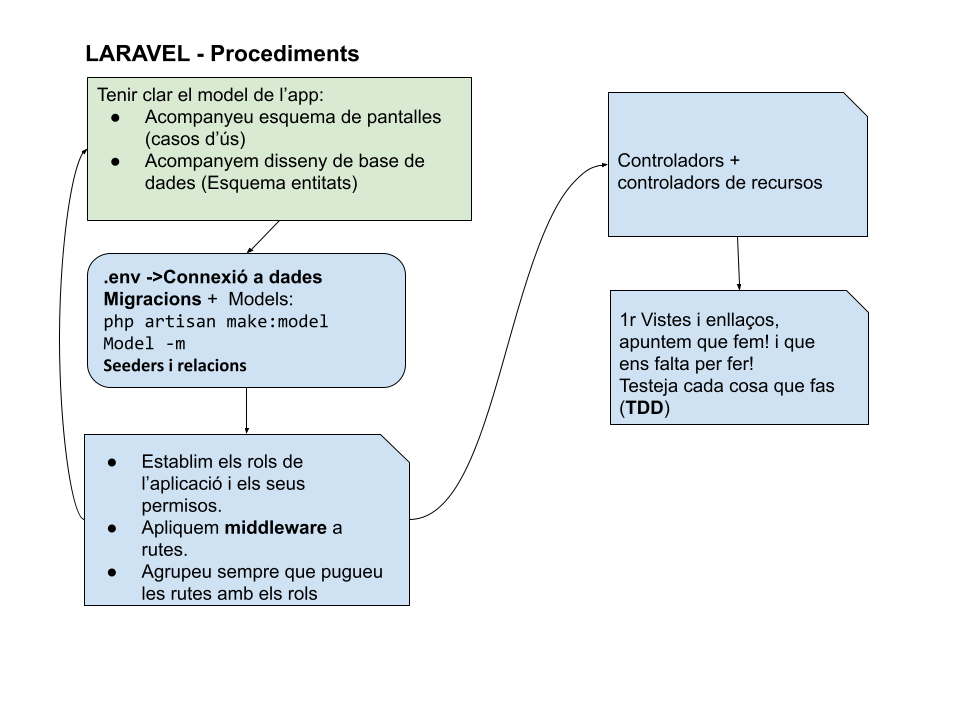 LARAVEL - Procediments
Tenir clar el model de l’app:
● Acompanyeu esquema de pantalles
(casos d’ús)
● Acompanyem disseny de base de
dades (Esquema entitats)
.env ->Connexió a dades
Migracions + Models:
php artisan make:model
Model -m
Seeders i relacions
● Establim els rols de
l’aplicació i els seus
permisos.
● Apliquem middleware a
rutes.
● Agrupeu sempre que pugueu
les rutes amb els rols
Controladors +
controladors de recursos
1r Vistes i enllaços,
apuntem que fem! i que
ens falta per fer!
Testeja cada cosa que fas
(TDD)